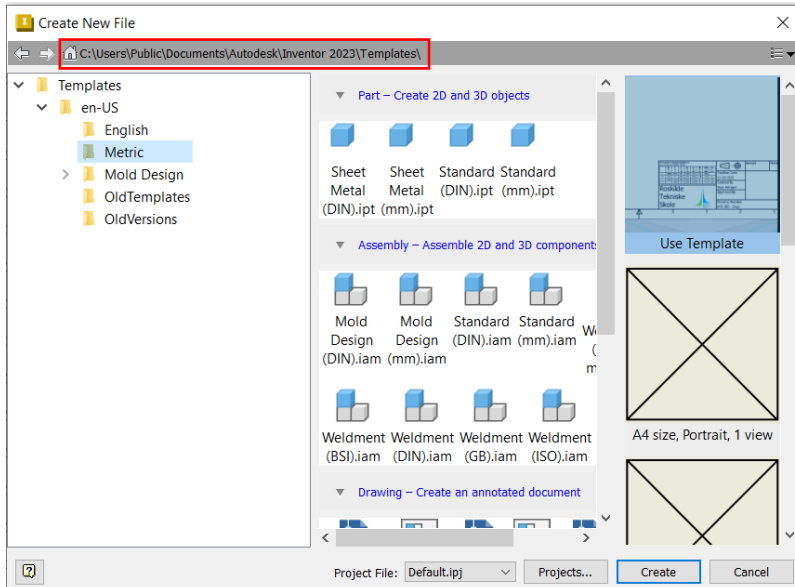 Create New File
C:\Users\Public\Documents\Autodesk\Inventor 2023\Templates\
Templates
en-US
English
Metric
Mold Design
OldTemplates
OldVersions
Part – Create 2D and 3D objects
Sheet Metal (DIN).ipt
Sheet Metal (mm).ipt
Standard (DIN).ipt
Standard (mm).ipt
Assembly – Assemble 2D and 3D component
Mold Design (DIN).iam
Mold Design (mm).iam
Standard (DIN).iam
Standard (mm).iam
Weldment (BSI).iam
Weldment (DIN).iam
Weldment (GB).iam
Weldment (ISO).iam
Drawing – Create an annotated document
Roskilde
Tekniske
Skole
Use Template
A4 size, Portrait, 1 view
Project File:
Default.ipj
Projects...
Create
Cancel